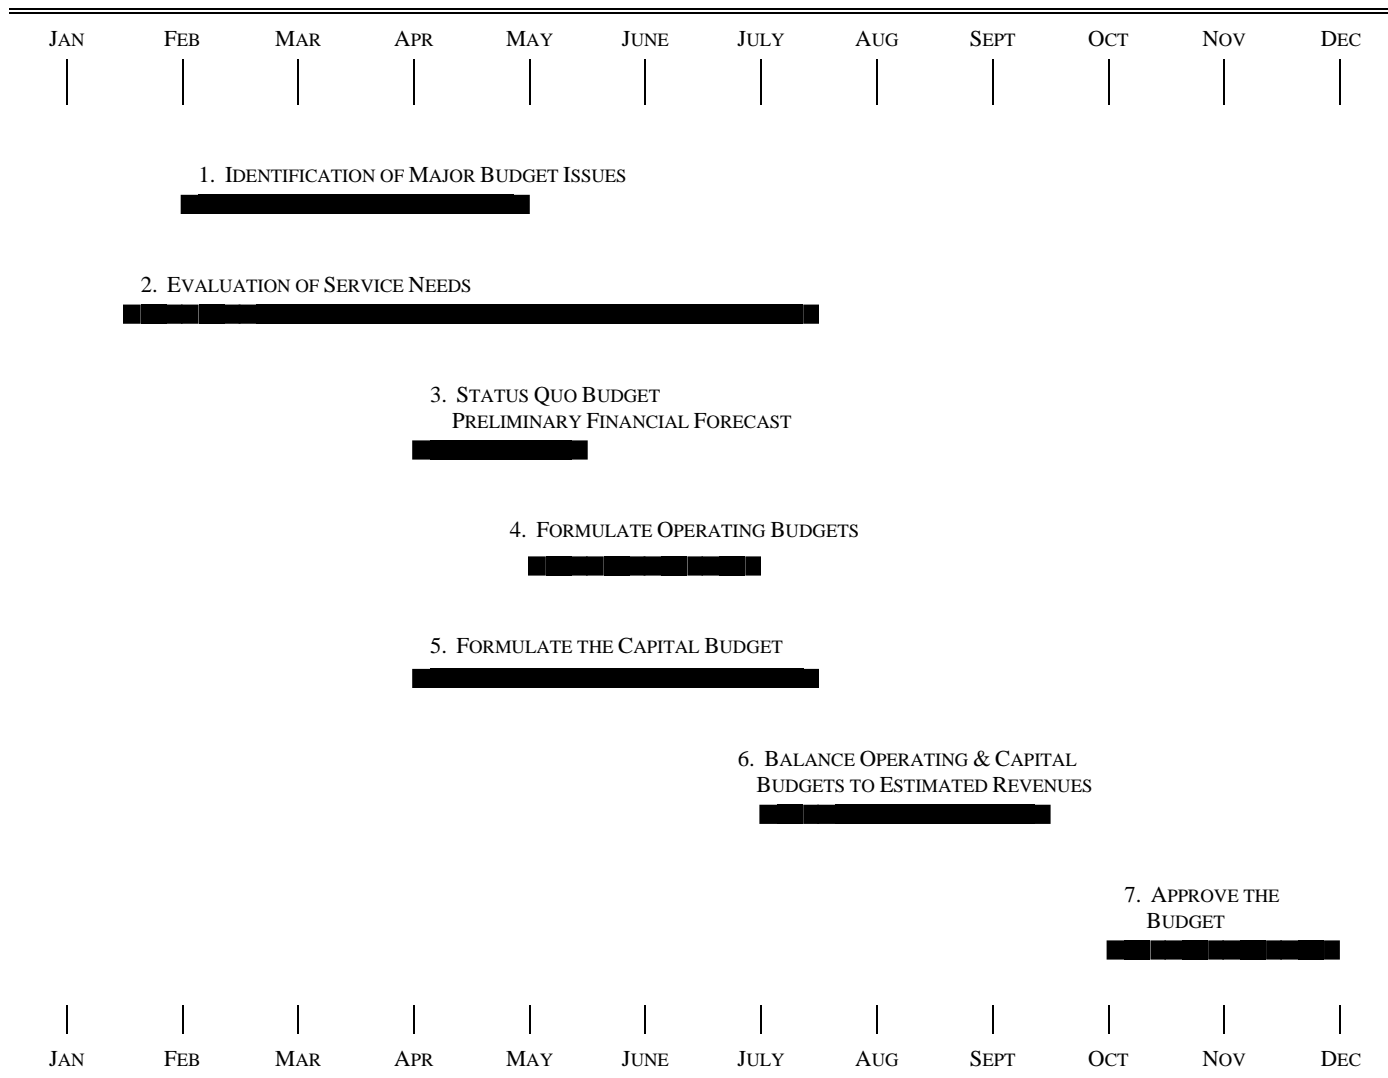 JAN FEB MAR APR MAY JUNE JULY AUG SEPT OCT NOV DEC
1. IDENTIFICATION OF MAJOR BUDGET ISSUES
2. EVALUATION OF SERVICE NEEDS
3. STATUS QUO BUDGET
PRELIMINARY FINANCIAL FORECAST
4. FORMULATE OPERATING BUDGETS
5. FORMULATE THE CAPITAL BUDGET
6. BALANCE OPERATING & CAPITAL
BUDGETS TO ESTIMATED REVENUES
7. APPROVE THE
BUDGET
JAN FEB MAR APR MAY JUNE JULY AUG SEPT OCT NOV DEC